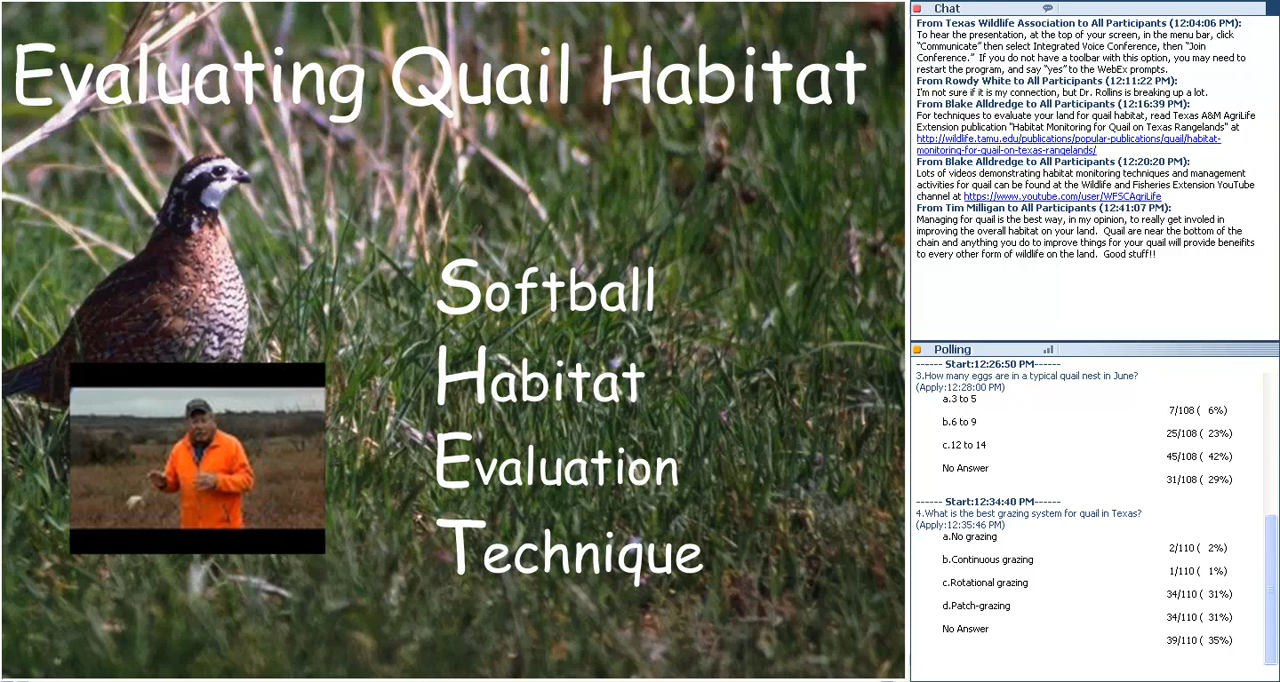 Evaluating Quail Habitat
Softball
Habitat
Evaluation
Technique
Chat
From Texas Wildlife Association to All Participants (12:04:06 PM):
To hear the presentation, at the top of your screen, in the menu bar, click
"Communicate" then select Integrated Voice Conference, then "Join
Conference." If you do not have a toolbar with this option, you may need to
restart the program, and say "yes" to the WebEx prompts.
From Rowdy White to All Participants (12:11:22 PM):
I'm not sure if it is my connection, but Dr. Rollins is breaking up a lot.
From Blake Alldredge to All Participants (12:16:39 PM):
For techniques to evaluate your land for quail habitat, read Texas A&M AgriLife
Extension publication "Habitat Monitoring for Quail on Texas Rangelands" at
http://wildlife.tamu.edu/publications/popular-publications/quail/habitat-
monitoring-for-quail-on-texas-rangelands/
From Blake Alldredge to All Participants (12:20:20 PM):
Lots of videos demonstrating habitat monitoring techniques and management
activities for quail can be found at the Wildlife and Fisheries Extension YouTube
channel at https://www.youtube.com/user/WFSCAgriLife
From Tim Milligan to All Participants (12:41:07 PM):
Managing for quail is the best way, in my opinion, to really get involed in
improving the overall habitat on your land. Quail are near the bottom of the
chain and anything you do to improve things for your quail will provide benefits
to every other form of wildlife on the land. Good stuff!!
Polling
------ Start:12:26:50 PM------
3.How many eggs are in a typical quail nest in June?
(Apply:12:28:00 PM)
a.3 to 5
7/108 ( 6%)
b.6 to 9
25/108 ( 23%)
c.12 to 14
45/108 ( 42%)
No Answer
31/108 ( 29%)
------ Start:12:34:40 PM------
4.What is the best grazing system for quail in Texas?
(Apply:12:35:46 PM)
a.No grazing
2/110 ( 2%)
b.Continuous grazing
1/110 ( 1%)
c.Rotational grazing
34/110 ( 31%)
d.Patch-grazing
34/110 ( 31%)
No Answer
39/110 ( 35%)